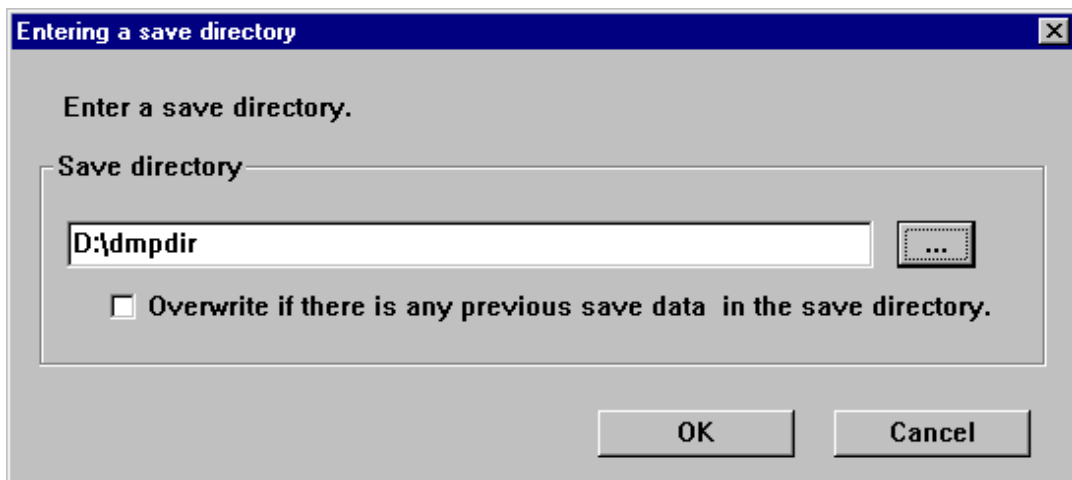 Entering a save directory
Enter a save directory.
Save directory
D:\dmpdir
...
Overwrite if there is any previous save data  in the save directory.
OK
Cancel